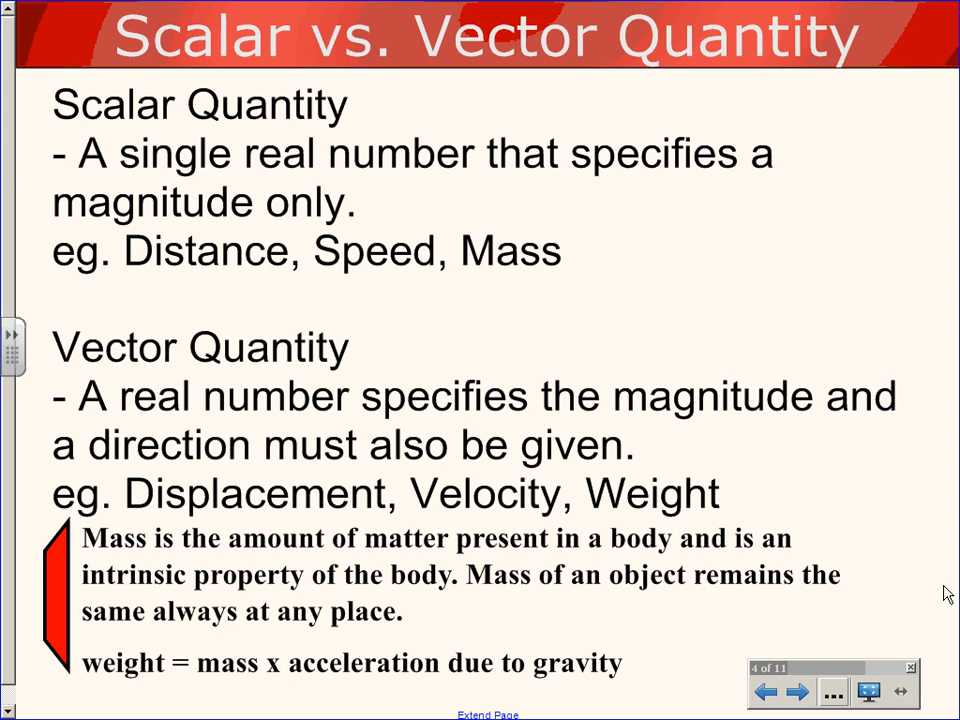 Scalar vs. Vector Quantity
Scalar Quantity
- A single real number that specifies a
magnitude only.
eg. Distance, Speed, Mass
Vector Quantity
- A real number specifies the magnitude and
a direction must also be given.
eg. Displacement, Velocity, Weight
Mass is the amount of matter present in a body and is an
intrinsic property of the body. Mass of an object remains the
same always at any place.
weight = mass x acceleration due to gravity
4 of 11
...
Extend Page